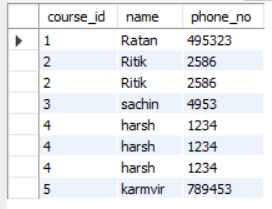 course_id name phone_no
1 Ratan 495323
2 Ritik 2586
2 Ritik 2586
3 sachin 4953
4 harsh 1234
4 harsh 1234
4 harsh 1234
5 karmvir 789453